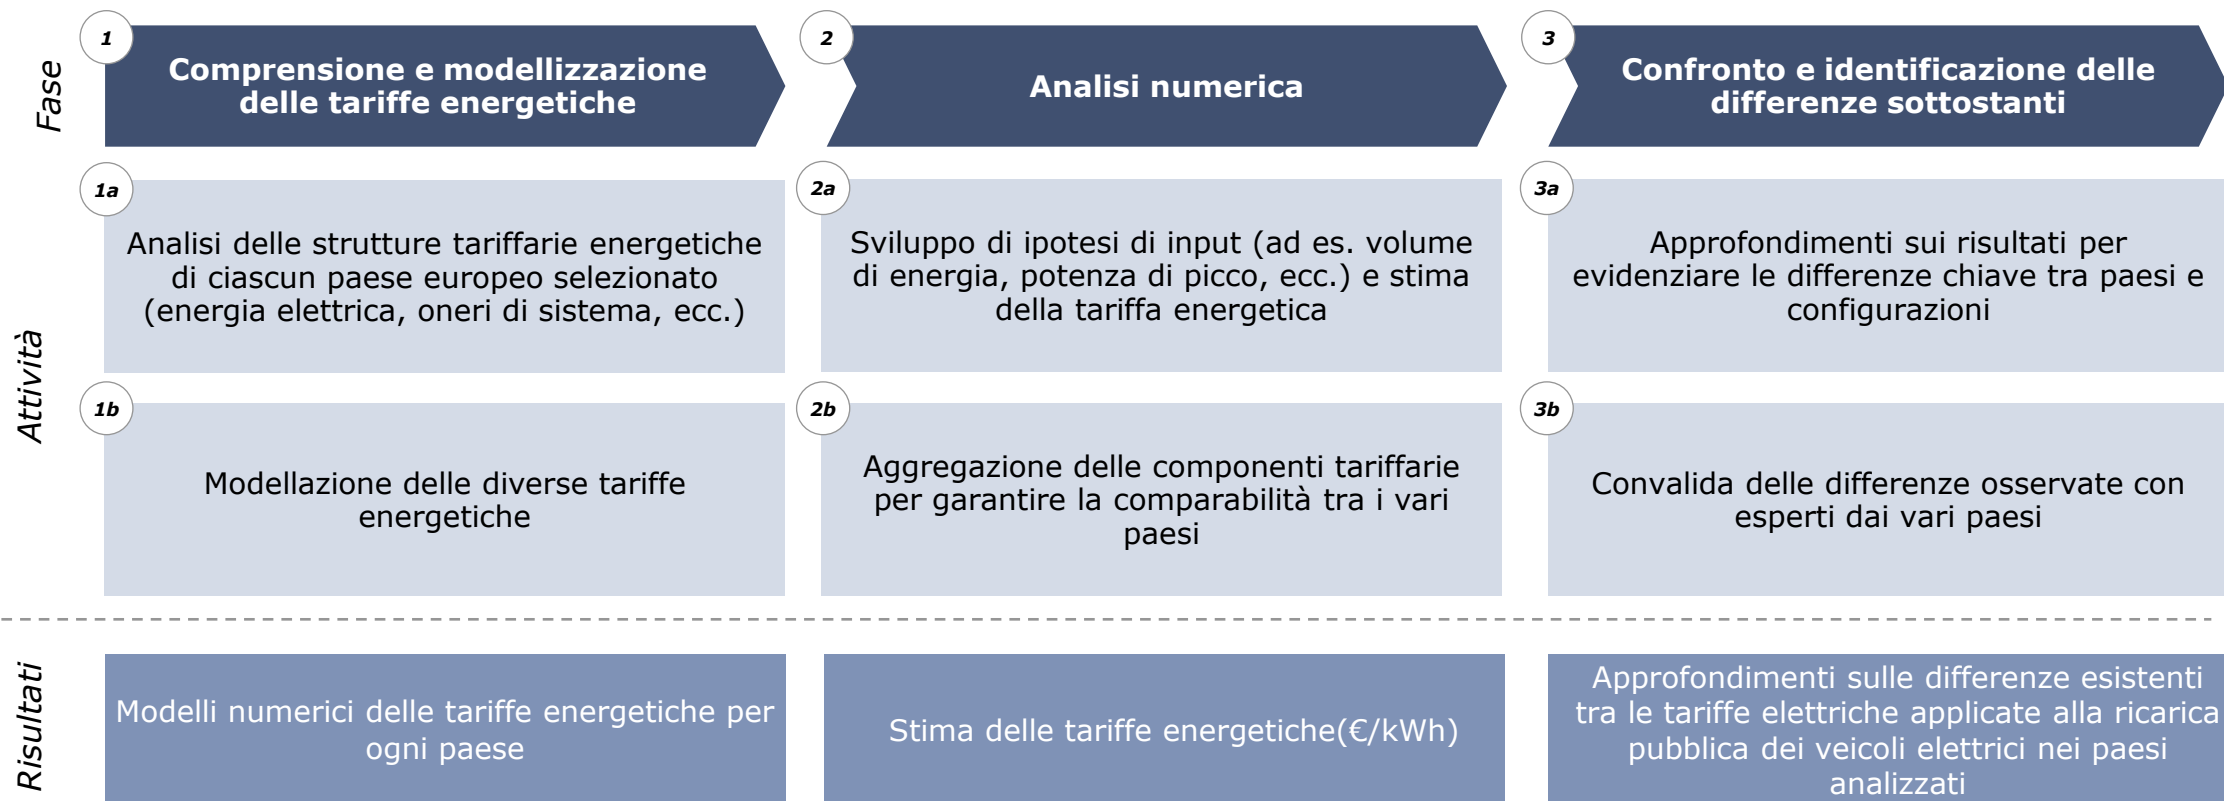 Fase
1
Comprensione e modellizzazione
delle tariffe energetiche
2
Analisi numerica
3
Confronto e identificazione delle
differenze sottostanti
Attività
1a
Analisi delle strutture tariffarie energetiche
di ciascun paese europeo selezionato
(energia elettrica, oneri di sistema, ecc.)
2a
Sviluppo di ipotesi di input (ad es. volume
di energia, potenza di picco, ecc.) e stima
della tariffa energetica
3a
Approfondimenti sui risultati per
evidenziare le differenze chiave tra paesi e
configurazioni
1b
Modellazione delle diverse tariffe
energetiche
2b
Aggregazione delle componenti tariffarie
per garantire la comparabilità tra i vari
paesi
3b
Convalida delle differenze osservate con
esperti dai vari paesi
Risultati
Modelli numerici delle tariffe energetiche per
ogni paese
Stima delle tariffe energetiche(€/kWh)
Approfondimenti sulle differenze esistenti
tra le tariffe elettriche applicate alla ricarica
pubblica dei veicoli elettrici nei paesi
analizzati